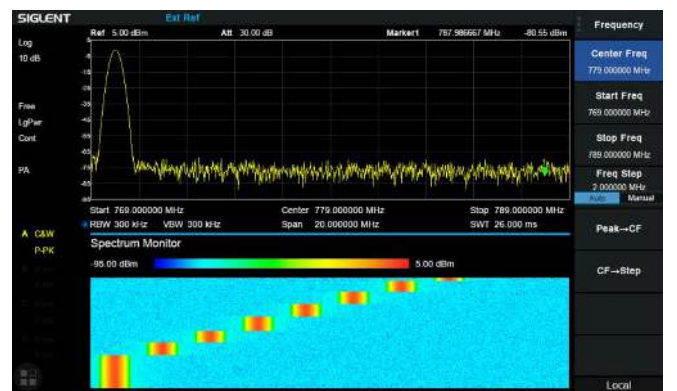 SIGLENT Ext Ref
Ref 5.00 dBm Att 30.00 dB Marker1 787.986667 MHz -80.55 dBm
Log
10 dB
Free
LgPwr
Cont
PA
Start 769.000000 MHz Center 779.000000 MHz Stop 789.000000 MHz
RBW 300 kHz VBW 300 kHz Span 20.000000 MHz SWT 26.000 ms
A C&W
P-PK
Spectrum Monitor
-95.00 dBm 5.00 dBm
Frequency
Center Freq
779.000000 MHz
Start Freq
769.000000 MHz
Stop Freq
789.000000 MHz
Freq Step
2.000000 MHz
Auto Manual
Peak→CF
CF→Step
Local